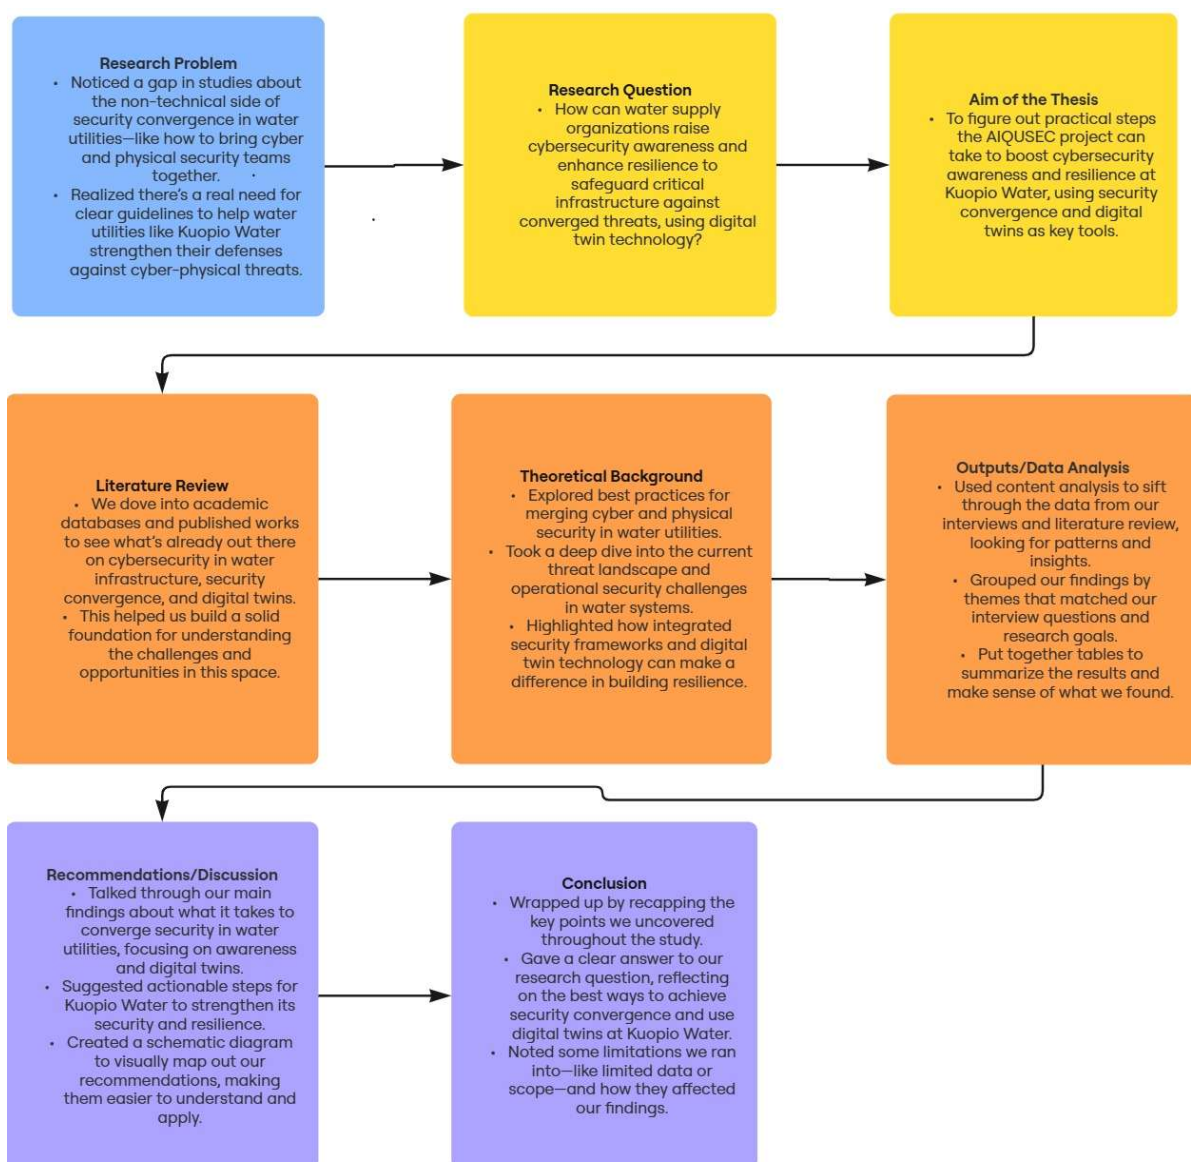 Research Problem
• Noticed a gap in studies about
the non-technical side of
security convergence in water
utilities—like how to bring cyber
and physical security teams
together.
• Realized there's a real need for
clear guidelines to help water
utilities like Kuopio Water
strengthen their defenses
against cyber-physical threats.
Research Question
• How can water supply
organizations raise
cybersecurity awareness and
enhance resilience to
safeguard critical
infrastructure against
converged threats, using digital
twin technology?
Aim of the Thesis
• To figure out practical steps
the AIQUSEC project can
take to boost cybersecurity
awareness and resilience at
Kuopio Water, using security
convergence and digital
twins as key tools.
Literature Review
• We dove into academic
databases and published works
to see what's already out there
on cybersecurity in water
infrastructure, security
convergence, and digital twins.
• This helped us build a solid
foundation for understanding
the challenges and
opportunities in this space.
Theoretical Background
• Explored best practices for
merging cyber and physical
security in water utilities.
• Took a deep dive into the current
threat landscape and
operational security challenges
in water systems.
• Highlighted how integrated
security frameworks and digital
twin technology can make a
difference in building resilience.
Outputs/Data Analysis
• Used content analysis to sift
through the data from our
interviews and literature review,
looking for patterns and
insights.
• Grouped our findings by
themes that matched our
interview questions and
research goals.
• Put together tables to
summarize the results and
make sense of what we found.
Recommendations/Discussion
• Talked through our main
findings about what it takes to
converge security in water
utilities, focusing on awareness
and digital twins.
• Suggested actionable steps for
Kuopio Water to strengthen its
security and resilience.
• Created a schematic diagram
to visually map out our
recommendations, making
them easier to understand and
apply.
Conclusion
• Wrapped up by recapping the
key points we uncovered
throughout the study.
• Gave a clear answer to our
research question, reflecting
on the best ways to achieve
security convergence and use
digital twins at Kuopio Water.
• Noted some limitations we ran
into—like limited data or
scope—and how they affected
our findings.